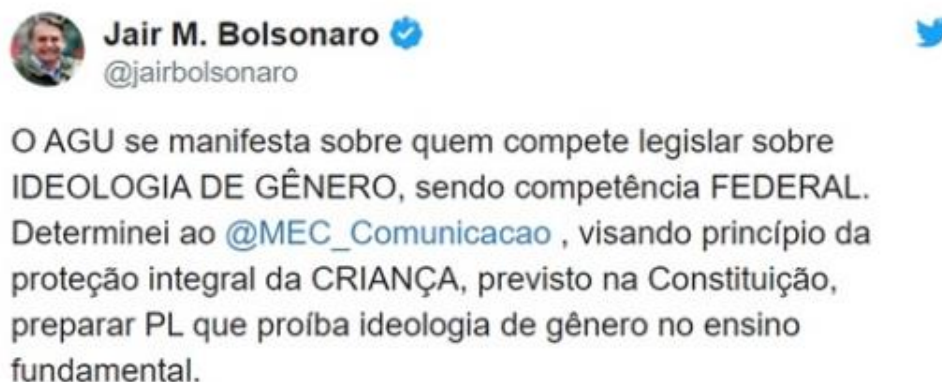 Jair M. Bolsonaro
@jairbolsonaro
O AGU se manifesta sobre quem compete legislar sobre
IDEOLOGIA DE GÊNERO, sendo competência FEDERAL.
Determinei ao @MEC_Comunicacao , visando princípio da
proteção integral da CRIANÇA, previsto na Constituição,
preparar PL que proíba ideologia de gênero no ensino
fundamental.